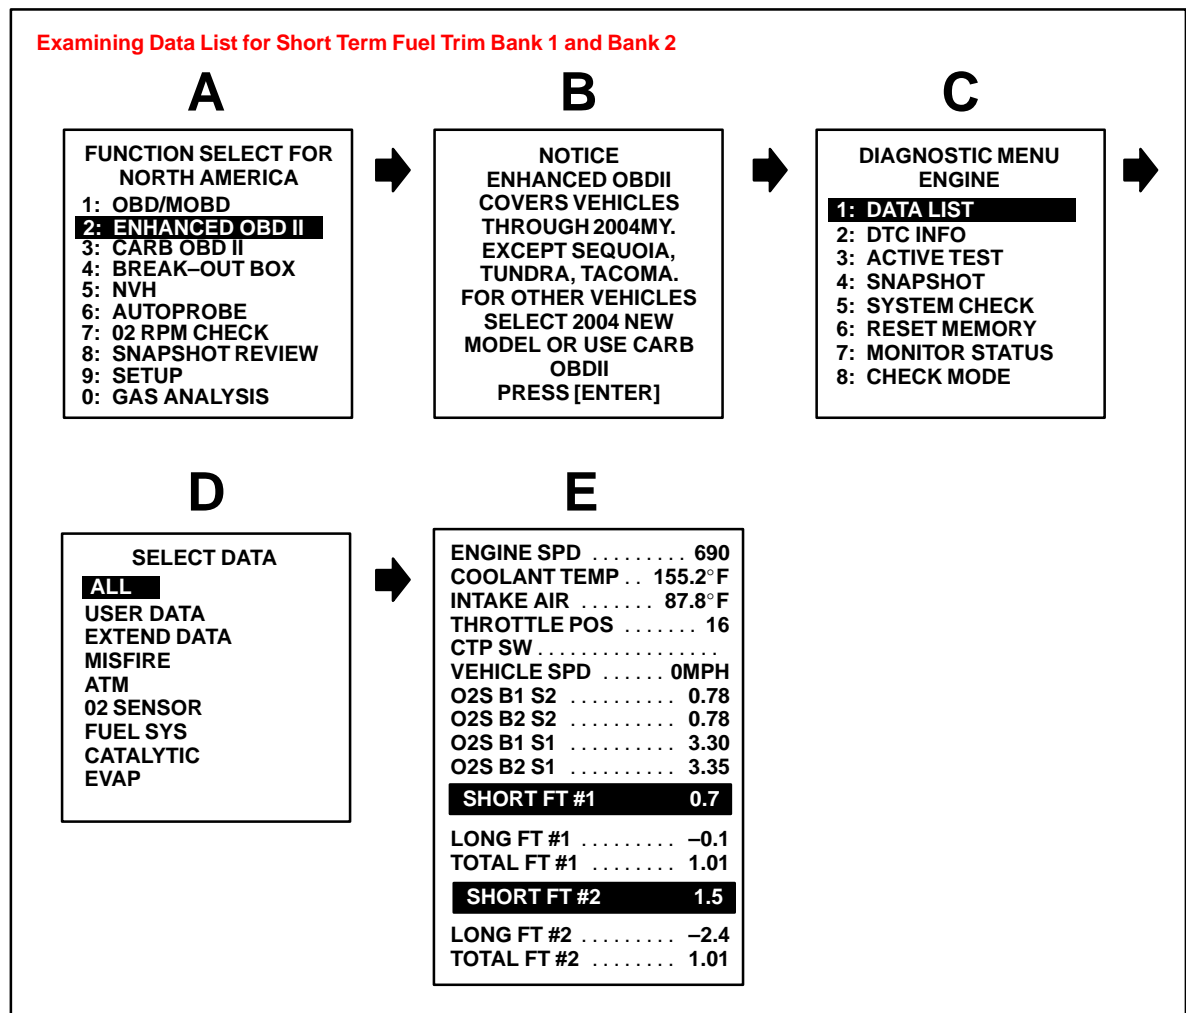 Examining Data List for Short Term Fuel Trim Bank 1 and Bank 2
A
FUNCTION SELECT FOR
NORTH AMERICA
1: OBD/MOBD
2: ENHANCED OBD II
3: CARB OBD II
4: BREAK–OUT BOX
5: NVH
6: AUTOPROBE
7: 02 RPM CHECK
8: SNAPSHOT REVIEW
9: SETUP
0: GAS ANALYSIS
B
NOTICE
ENHANCED OBDII
COVERS VEHICLES
THROUGH 2004MY.
EXCEPT SEQUOIA,
TUNDRA, TACOMA.
FOR OTHER VEHICLES
SELECT 2004 NEW
MODEL OR USE CARB
OBDII
PRESS [ENTER]
C
DIAGNOSTIC MENU
ENGINE
1: DATA LIST
2: DTC INFO
3: ACTIVE TEST
4: SNAPSHOT
5: SYSTEM CHECK
6: RESET MEMORY
7: MONITOR STATUS
8: CHECK MODE
D
SELECT DATA
ALL
USER DATA
EXTEND DATA
MISFIRE
ATM
02 SENSOR
FUEL SYS
CATALYTIC
EVAP
E
ENGINE SPD . . . . . . . . . 690
COOLANT TEMP . . 155.2°F
INTAKE AIR . . . . . . . 87.8°F
THROTTLE POS . . . . . . . 16
CTP SW . . . . . . . . . . . . . . . . .
VEHICLE SPD . . . . . . 0MPH
O2S B1 S2 . . . . . . . . . . 0.78
O2S B2 S2 . . . . . . . . . . 0.78
O2S B1 S1 . . . . . . . . . . 3.30
O2S B2 S1 . . . . . . . . . . 3.35
SHORT FT #1 0.7
LONG FT #1 . . . . . . . . . –0.1
TOTAL FT #1 . . . . . . . . 1.01
SHORT FT #2 1.5
LONG FT #2 . . . . . . . . . –2.4
TOTAL FT #2 . . . . . . . . 1.01